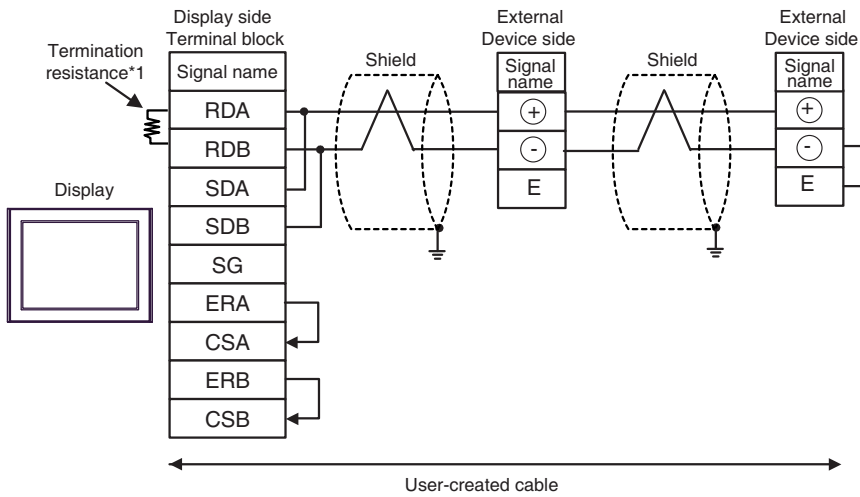 Display side
Terminal block
External
Device side
External
Device side
Termination
resistance*1
Signal name
Shield
Signal
name
Shield
Signal
name
RDA
+
+
RDB
-
-
SDA
E
E
Display
SDB
SG
ERA
CSA
ERB
CSB
User-created cable